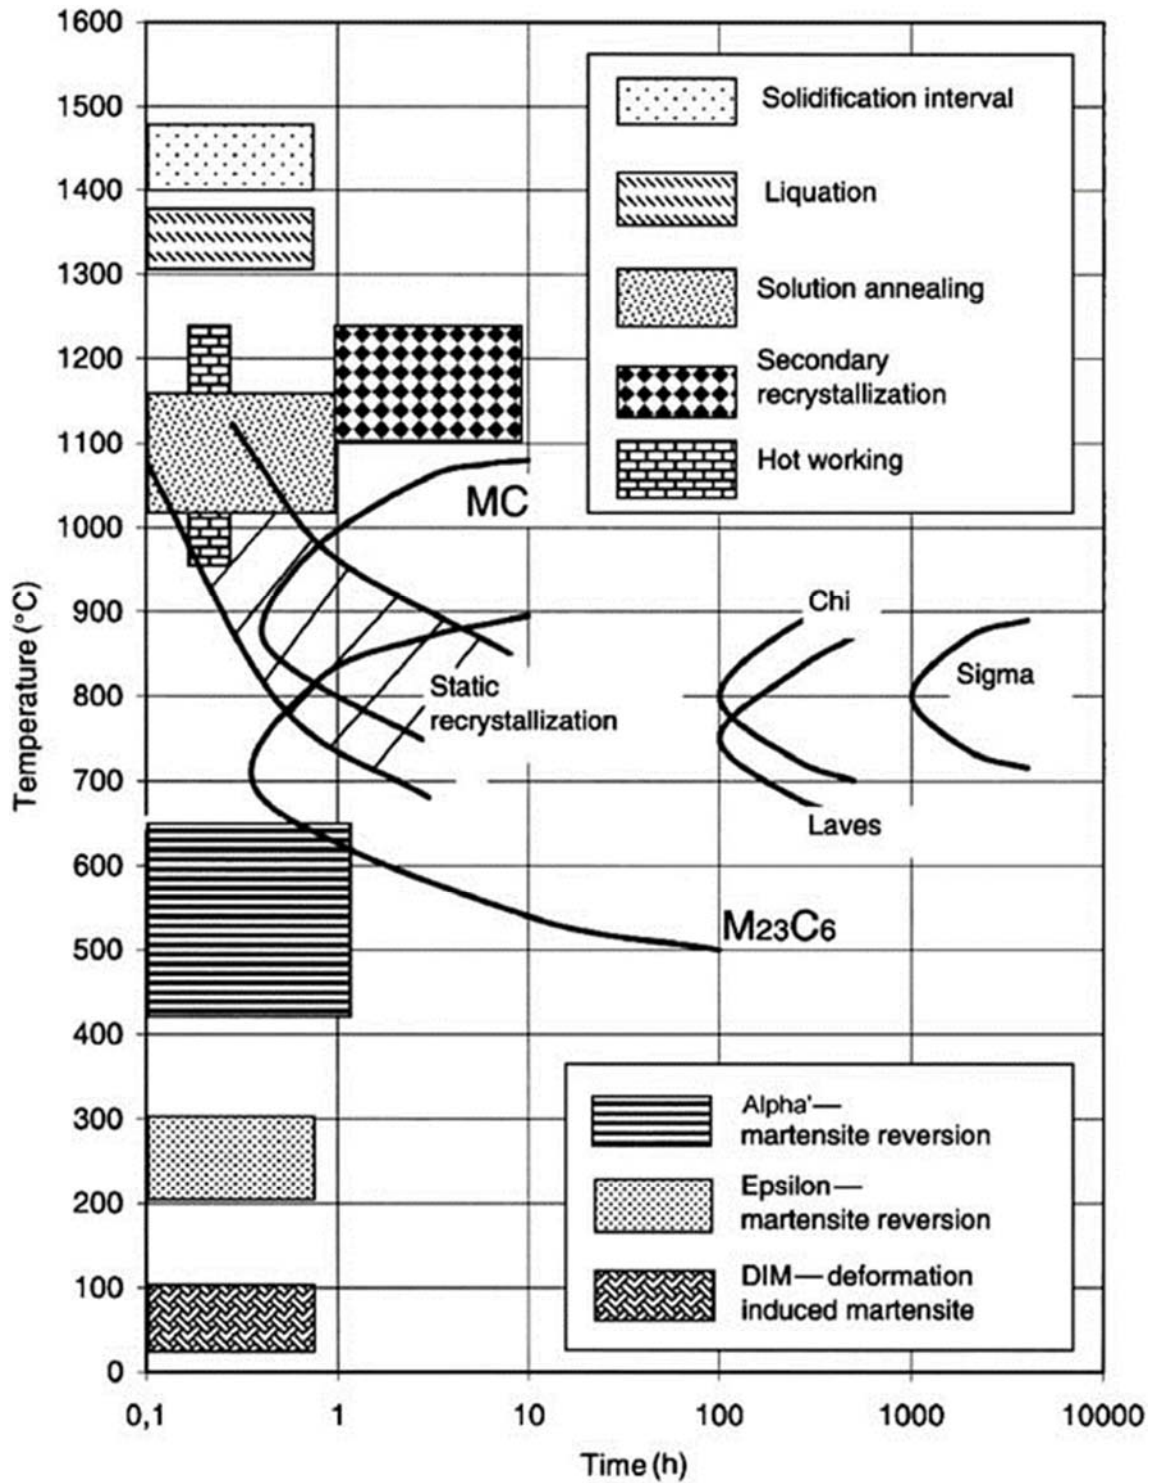 1600
1500
1400
1300
1200
1100
1000
900
800
700
600
500
400
300
200
100
0
Temperature (°C)
Solidification interval
Liquation
Solution annealing
Secondary
recrystallization
Hot working
MC
Chi
Sigma
Static
recrystallization
Laves
M23C6
Alpha'—
martensite reversion
Epsilon—
martensite reversion
DIM—deformation
induced martensite
0,1
1
10
100
1000
10000
Time (h)